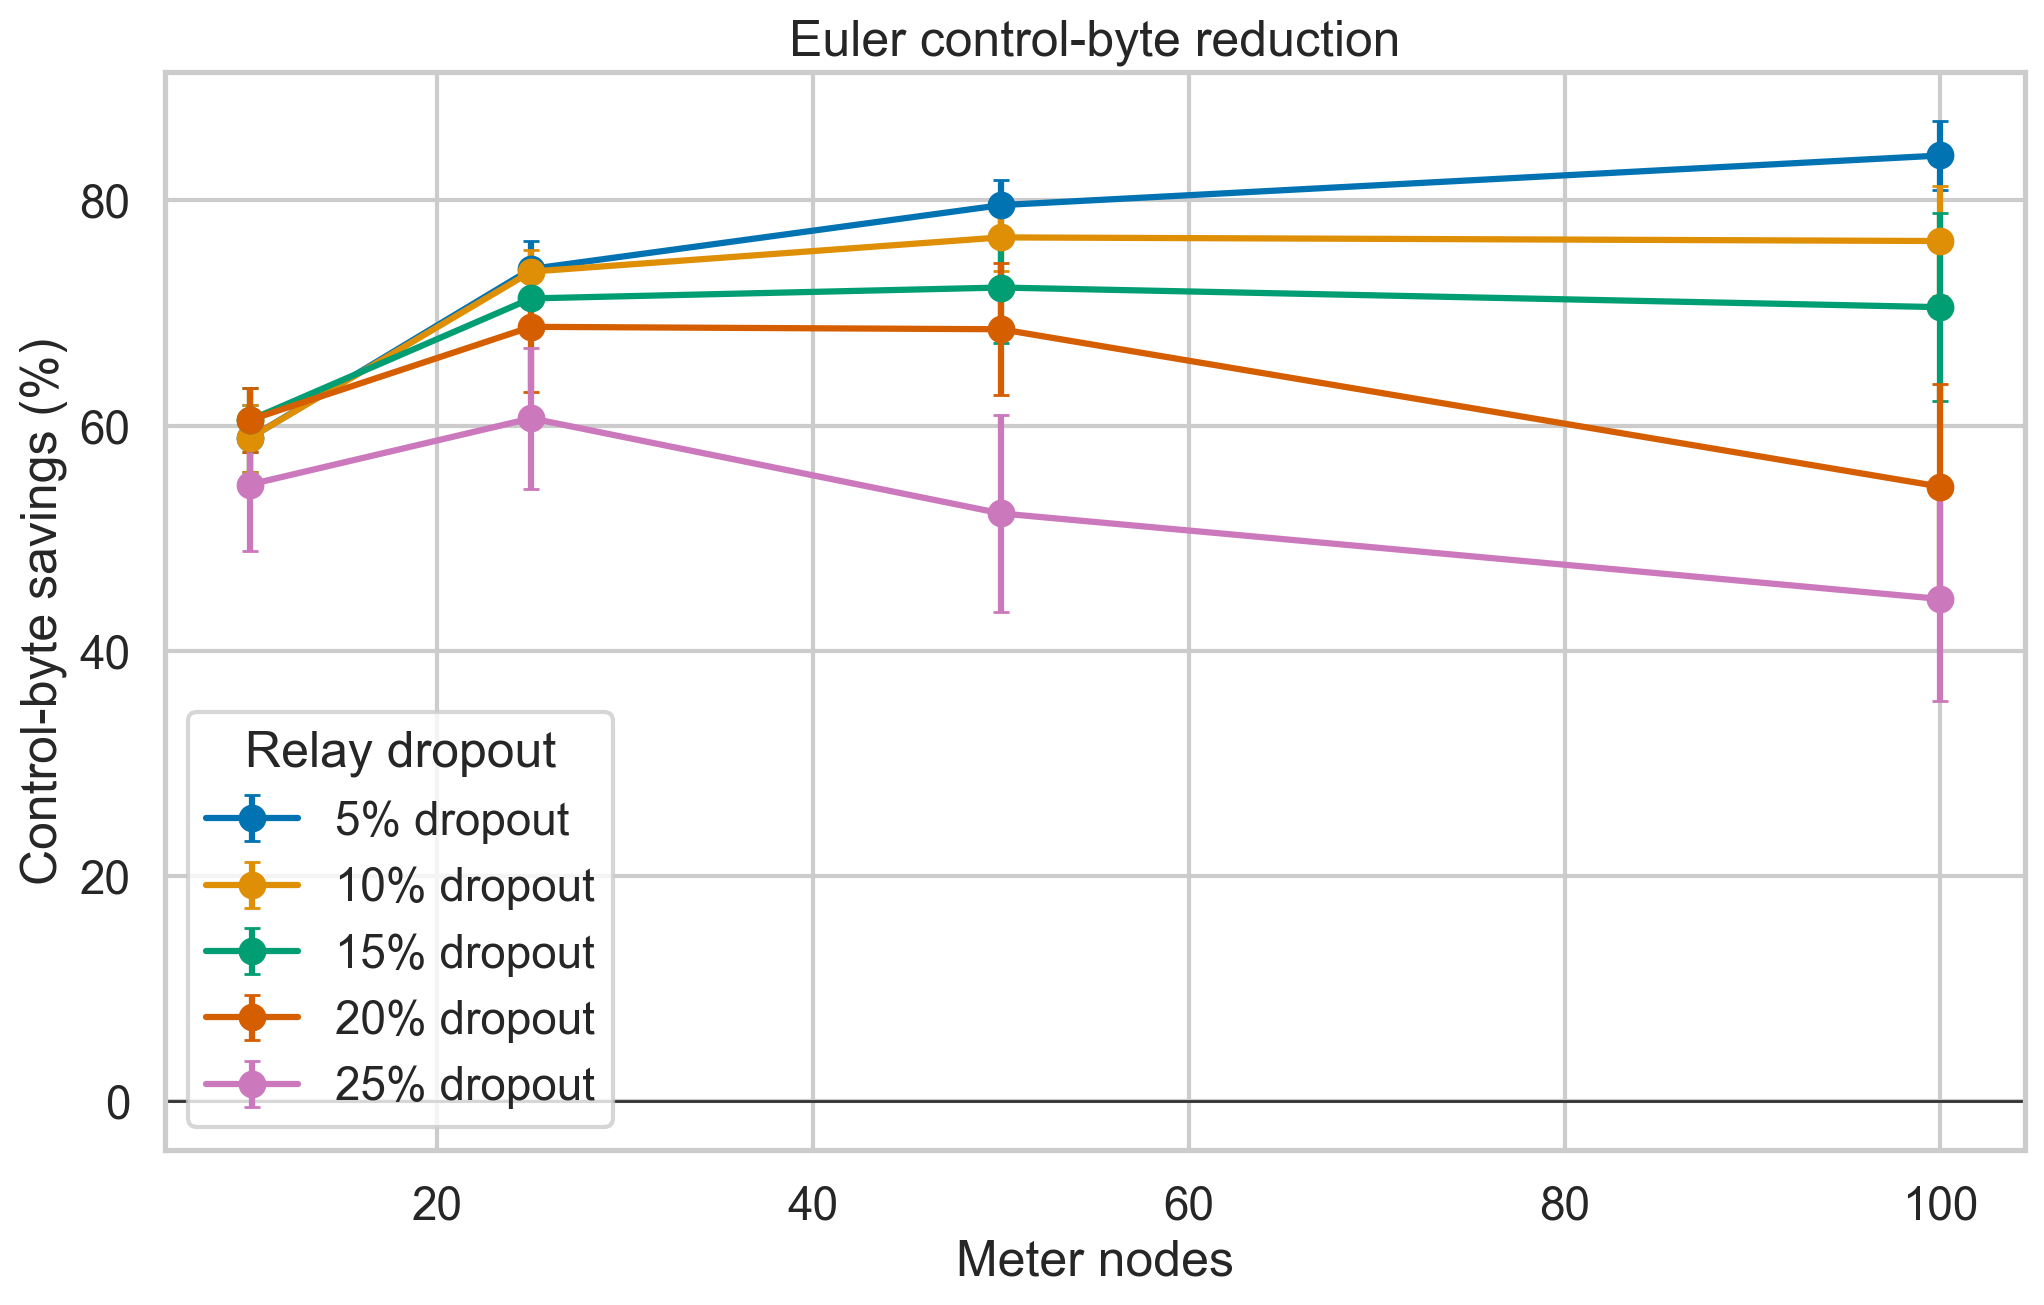 Euler control-byte reduction
Control-byte savings (%)
80
60
40
20
0
Relay dropout
5% dropout
10% dropout
15% dropout
20% dropout
25% dropout
20
40
60
80
100
Meter nodes